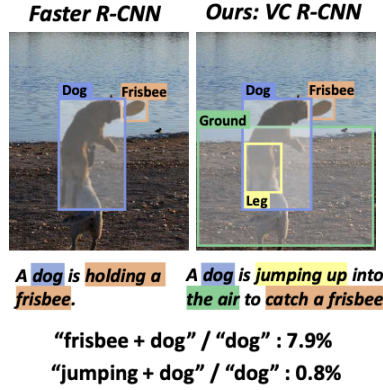 Faster R-CNN
Ours: VC R-CNN
Dog
Frisbee
Dog
Frisbee
Ground
Leg
A dog is holding a
frisbee.
A dog is jumping up into
the air to catch a frisbee
"frisbee + dog" / "dog" : 7.9%
"jumping + dog" / "dog" : 0.8%